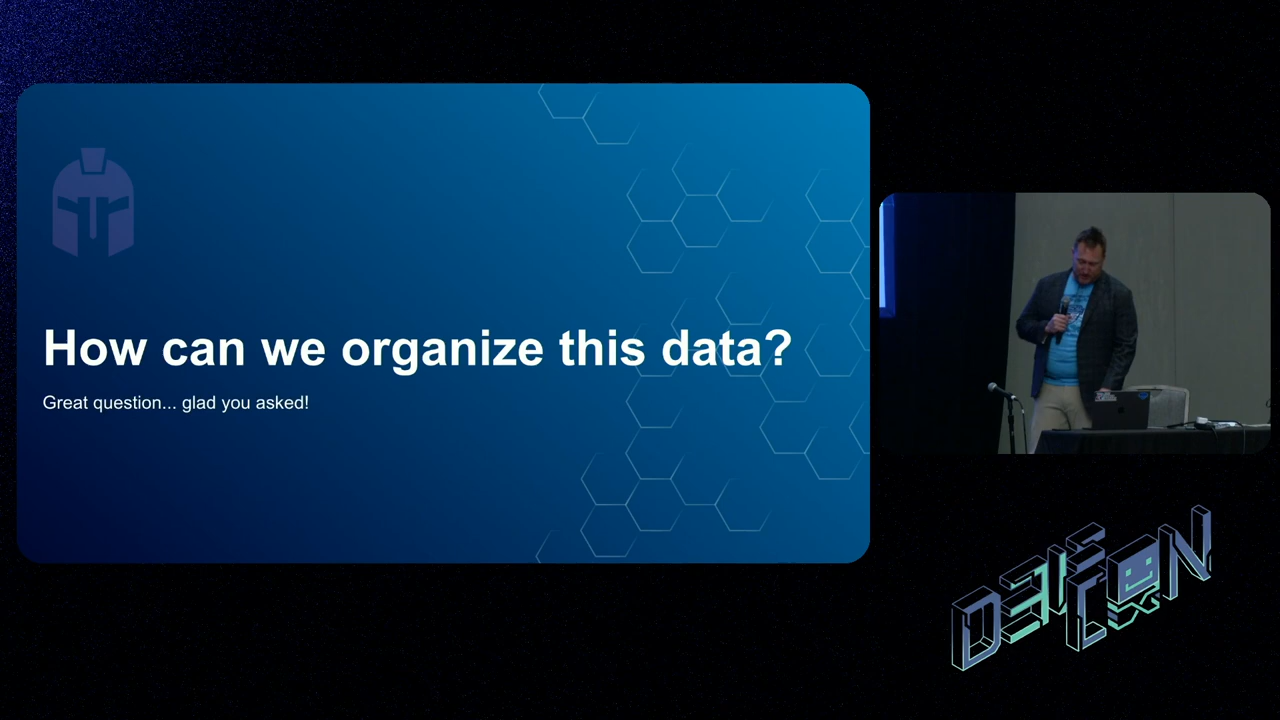 How can we organize this data?
Great question... glad you asked!
DEF CON